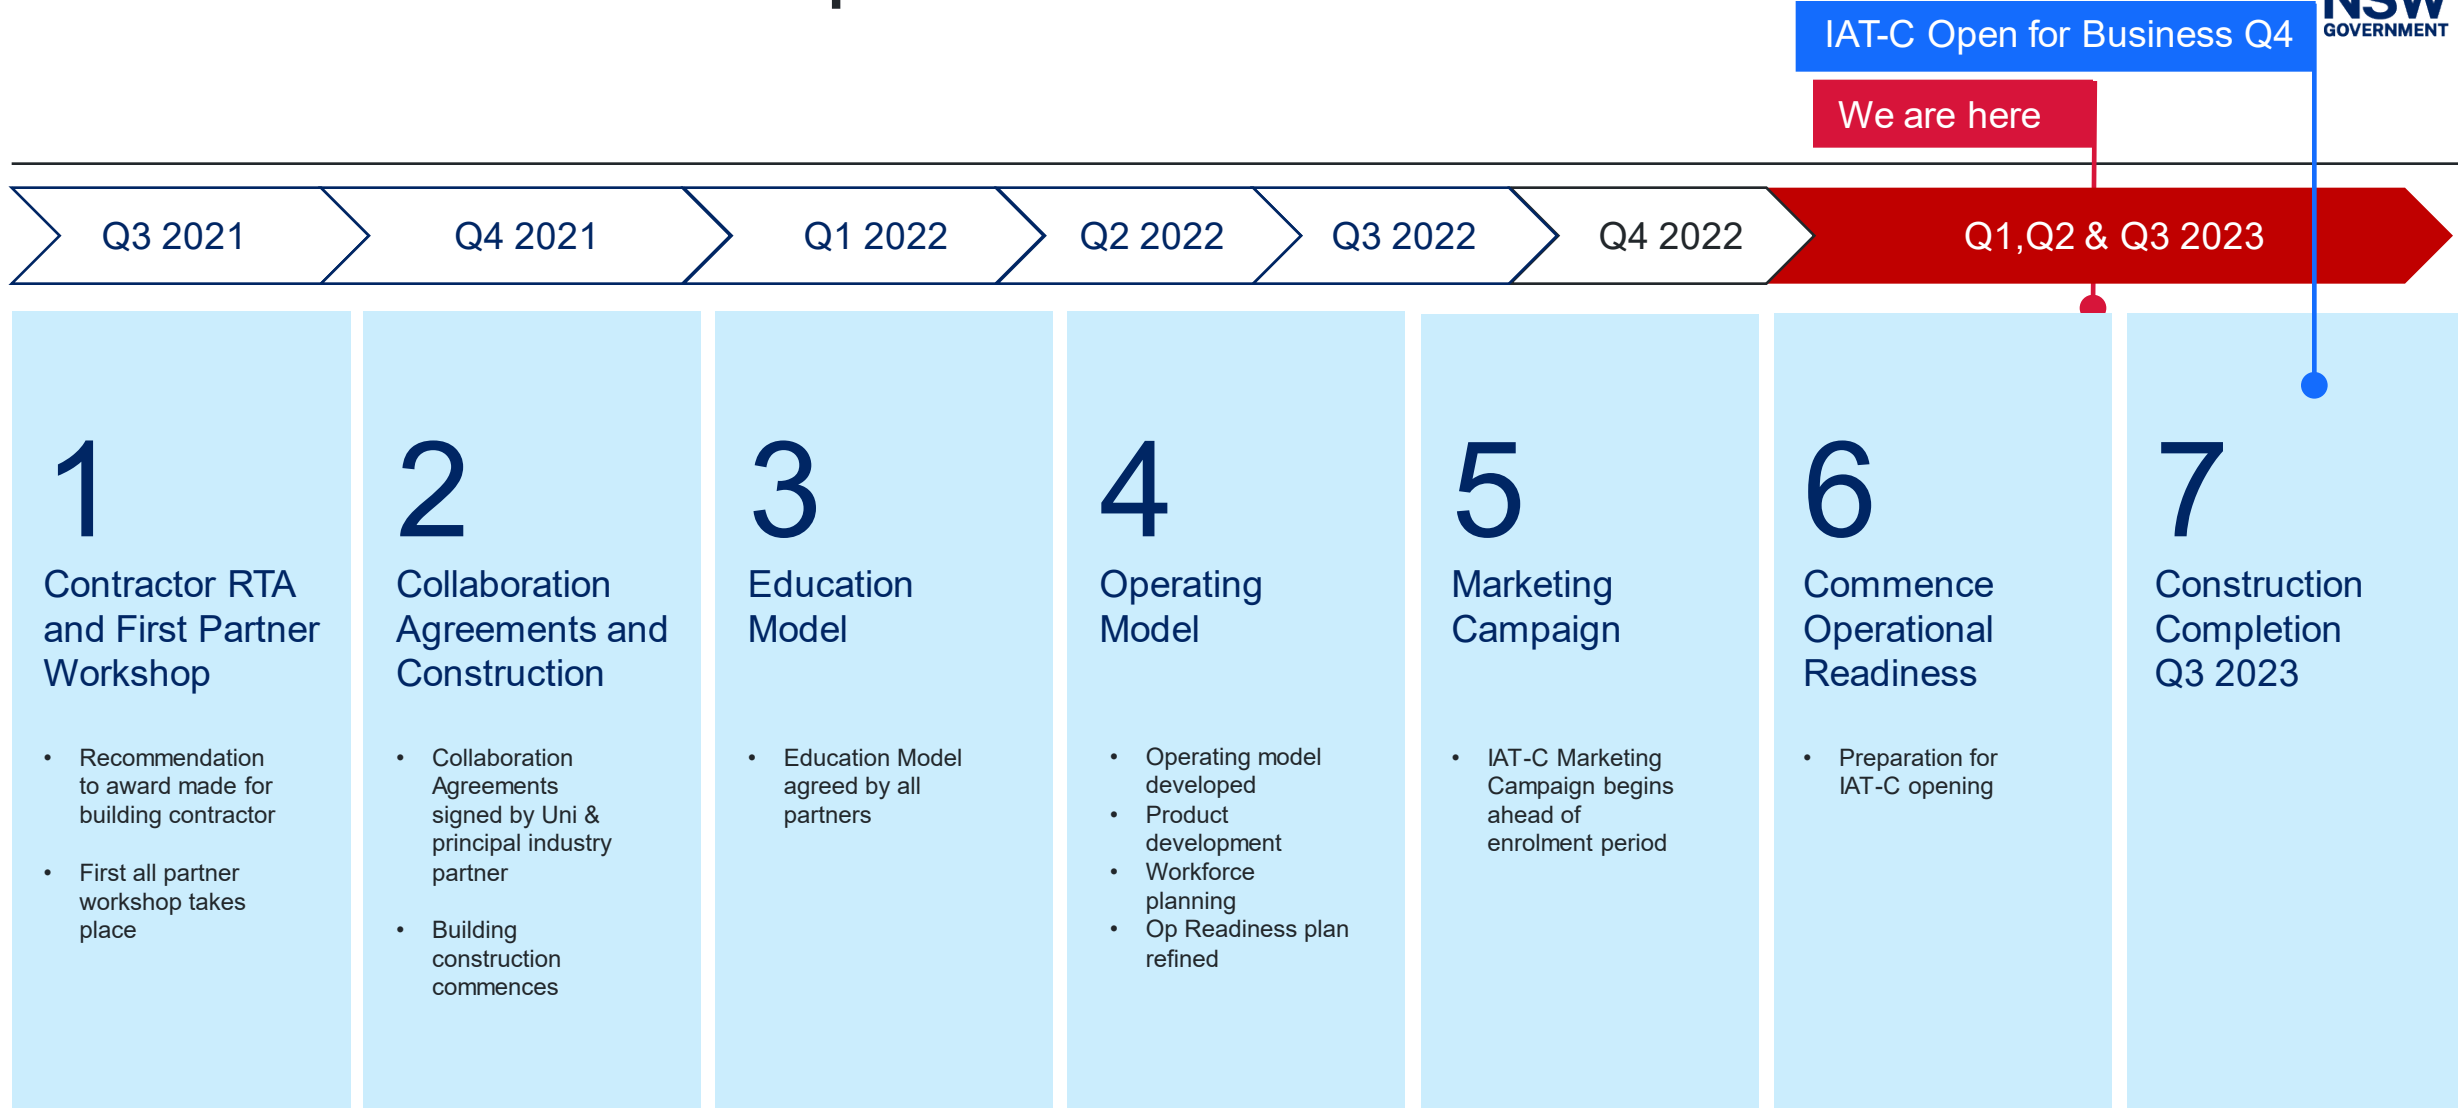 NSW
GOVERNMENT
IAT-C Open for Business Q4
We are here
Q3 2021
Q4 2021
Q1 2022
Q2 2022
Q3 2022
Q4 2022
Q1,Q2 & Q3 2023
1
Contractor RTA
and First Partner
Workshop
• Recommendation
to award made for
building contractor
• First all partner
workshop takes
place
2
Collaboration
Agreements and
Construction
• Collaboration
Agreements
signed by Uni &
principal industry
partner
• Building
construction
commences
3
Education
Model
• Education Model
agreed by all
partners
4
Operating
Model
• Operating model
developed
• Product
development
• Workforce
planning
• Op Readiness plan
refined
5
Marketing
Campaign
• IAT-C Marketing
Campaign begins
ahead of
enrolment period
6
Commence
Operational
Readiness
• Preparation for
IAT-C opening
7
Construction
Completion
Q3 2023